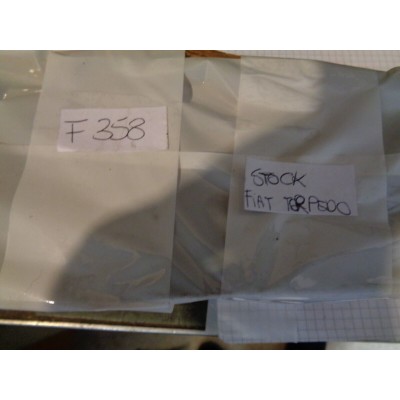 F 358
STOCK
FIAT TORPEDO